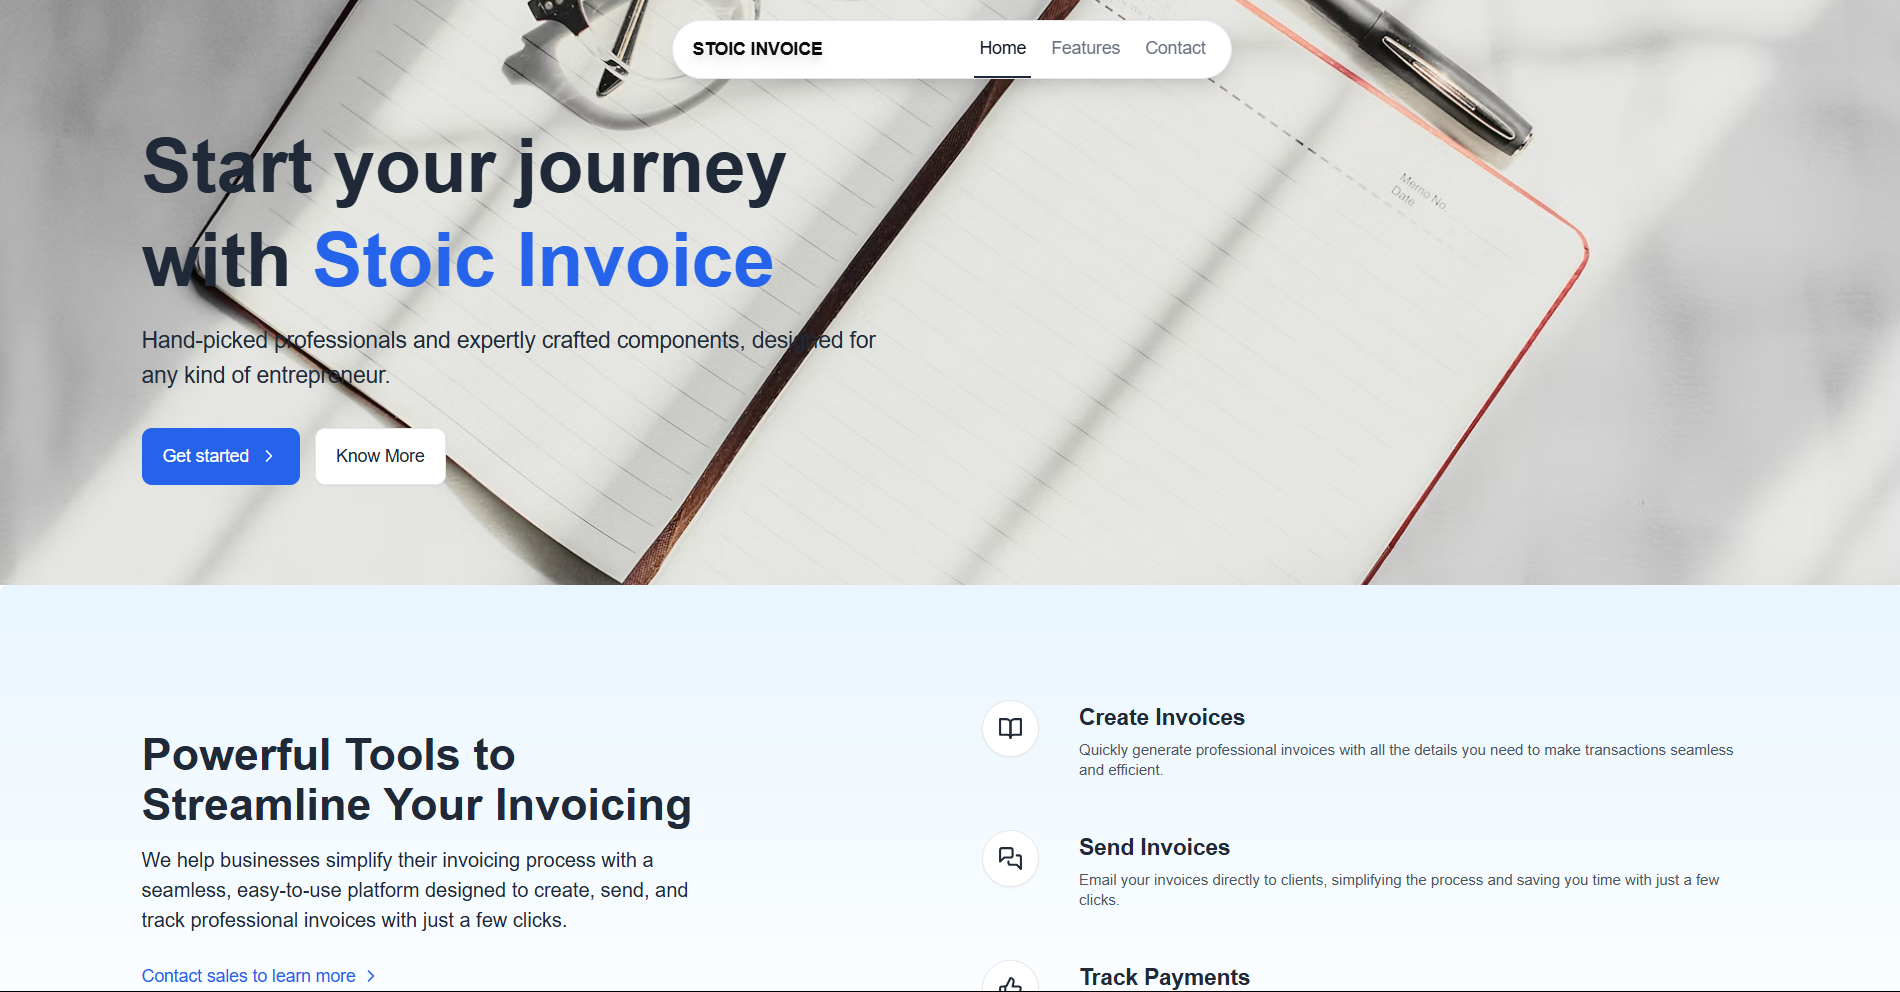 STOIC INVOICE
Home
Features
Contact
Memo No.
Date
Start your journey
with Stoic Invoice
Hand-picked professionals and expertly crafted components, designed for
any kind of entrepreneur.
Get started
Know More
Powerful Tools to
Streamline Your Invoicing
We help businesses simplify their invoicing process with a
seamless, easy-to-use platform designed to create, send, and
track professional invoices with just a few clicks.
Contact sales to learn more
Create Invoices
Quickly generate professional invoices with all the details you need to make transactions seamless
and efficient.
Send Invoices
Email your invoices directly to clients, simplifying the process and saving you time with just a few
clicks.
Track Payments